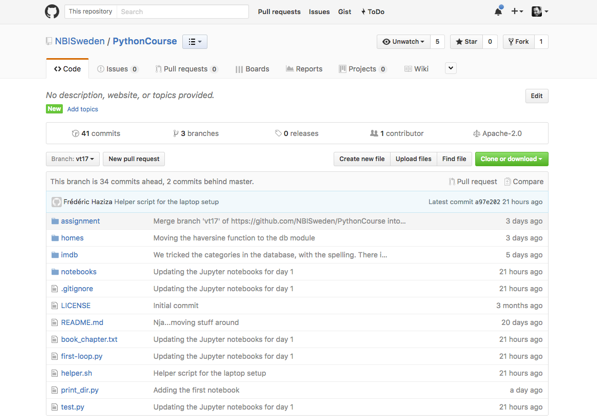 This repository Search Pull requests Issues Gist ToDo
NBISweden / PythonCourse Unwatch 5 Star 0 Fork 1
Code Issues 0 Pull requests 0 Boards Reports Projects 0 Wiki
No description, website, or topics provided. Edit
New Add topics
41 commits 3 branches 0 releases 1 contributor Apache-2.0
Branch: vt17 New pull request Create new file Upload files Find file Clone or download
This branch is 34 commits ahead, 2 commits behind master. Pull request Compare
Frédéric Haziza Helper script for the laptop setup Latest commit a97e202 21 hours ago
assignment Merge branch 'vt17' of https://github.com/NBISweden/PythonCourse into... 3 days ago
homes Moving the haversine function to the db module 3 days ago
imdb We tricked the categories in the database, with the spelling. There i... 5 days ago
notebooks Updating the Jupyter notebooks for day 1 21 hours ago
.gitignore Updating the Jupyter notebooks for day 1 21 hours ago
LICENSE Initial commit 3 months ago
README.md Nja...moving stuff around 20 days ago
book_chapter.txt Updating the Jupyter notebooks for day 1 21 hours ago
first-loop.py Updating the Jupyter notebooks for day 1 21 hours ago
helper.sh Helper script for the laptop setup 21 hours ago
print_dir.py Adding the first notebook a day ago
test.py Updating the Jupyter notebooks for day 1 21 hours ago